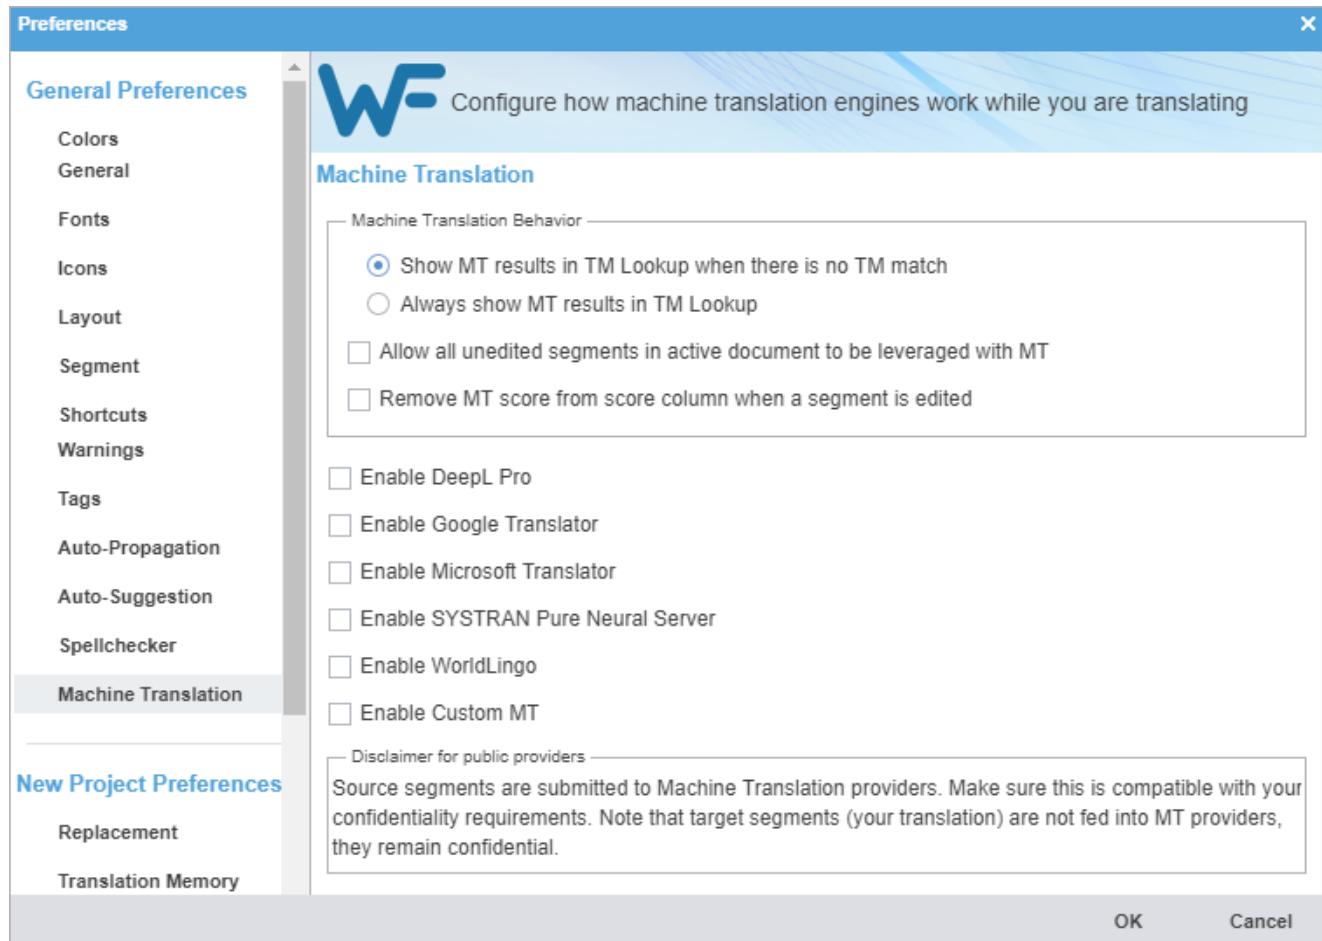 Preferences
General Preferences
Colors
General
Fonts
Icons
Layout
Segment
Shortcuts
Warnings
Tags
Auto-Propagation
Auto-Suggestion
Spellchecker
Machine Translation
New Project Preferences
Replacement
Translation Memory
WF
Configure how machine translation engines work while you are translating
Machine Translation
Machine Translation Behavior
Show MT results in TM Lookup when there is no TM match
Always show MT results in TM Lookup
Allow all unedited segments in active document to be leveraged with MT
Remove MT score from score column when a segment is edited
Enable DeepL Pro
Enable Google Translator
Enable Microsoft Translator
Enable SYSTRAN Pure Neural Server
Enable WorldLingo
Enable Custom MT
Disclaimer for public providers
Source segments are submitted to Machine Translation providers. Make sure this is compatible with your
confidentiality requirements. Note that target segments (your translation) are not fed into MT providers,
they remain confidential.
OK
Cancel